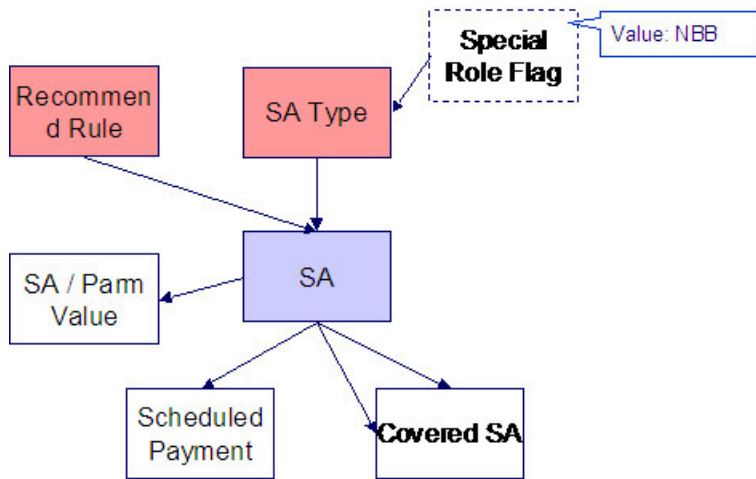 Special
Role Flag
Value: NBB
Recommen
d Rule
SA Type
SA
SA / Parm
Value
Scheduled
Payment
Covered SA